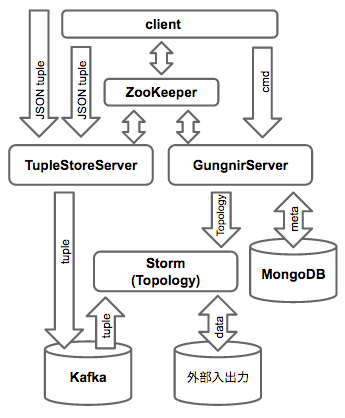 client
JSON tuple
JSON tuple
cmd
ZooKeeper
TupleStoreServer
GungnirServer
tuple
Topology
meta
Storm
(Topology)
MongoDB
tuple
data
Kafka
外部入出力